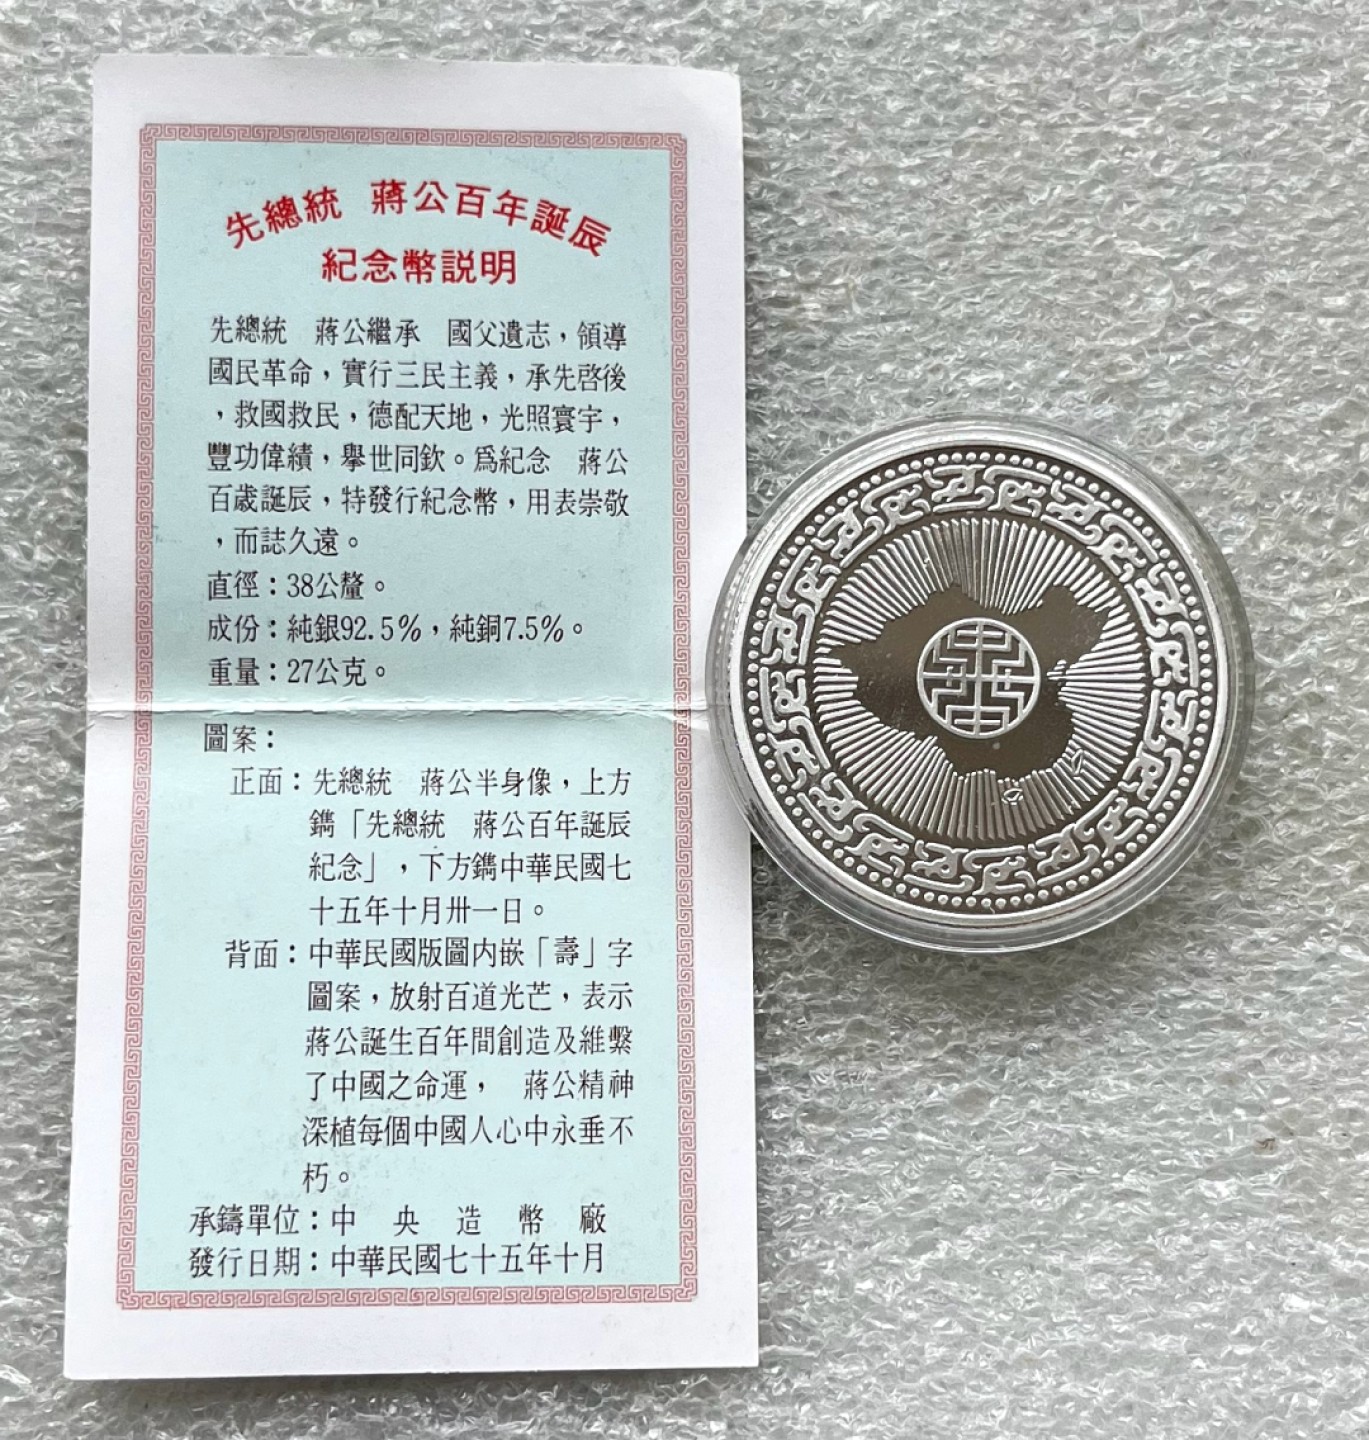 先總統 蔣公百年誕辰
紀念幣説明
先總統 蔣公繼承 國父遺志，領導
國民革命，實行三民主義，承先啓後
，救國救民，德配天地，光照寰宇，
豐功偉績，舉世同欽。爲紀念 蔣公
百歲誕辰，特發行紀念幣，用表崇敬
，而誌久遠。
直徑：38公釐。
成份：純銀92.5%，純銅7.5%。
重量：27公克。
圖案：
正面：先總統 蔣公半身像，上方
鐫「先總統 蔣公百年誕辰
紀念」，下方鐫中華民國七
十五年十月卅一日。
背面：中華民國版圖内嵌「壽」字
圖案，放射百道光芒，表示
蔣公誕生百年間創造及維繫
了中國之命運， 蔣公精神
深植每個中國人心中永垂不
朽。
承鑄單位：中央造幣廠
發行日期：中華民國七十五年十月